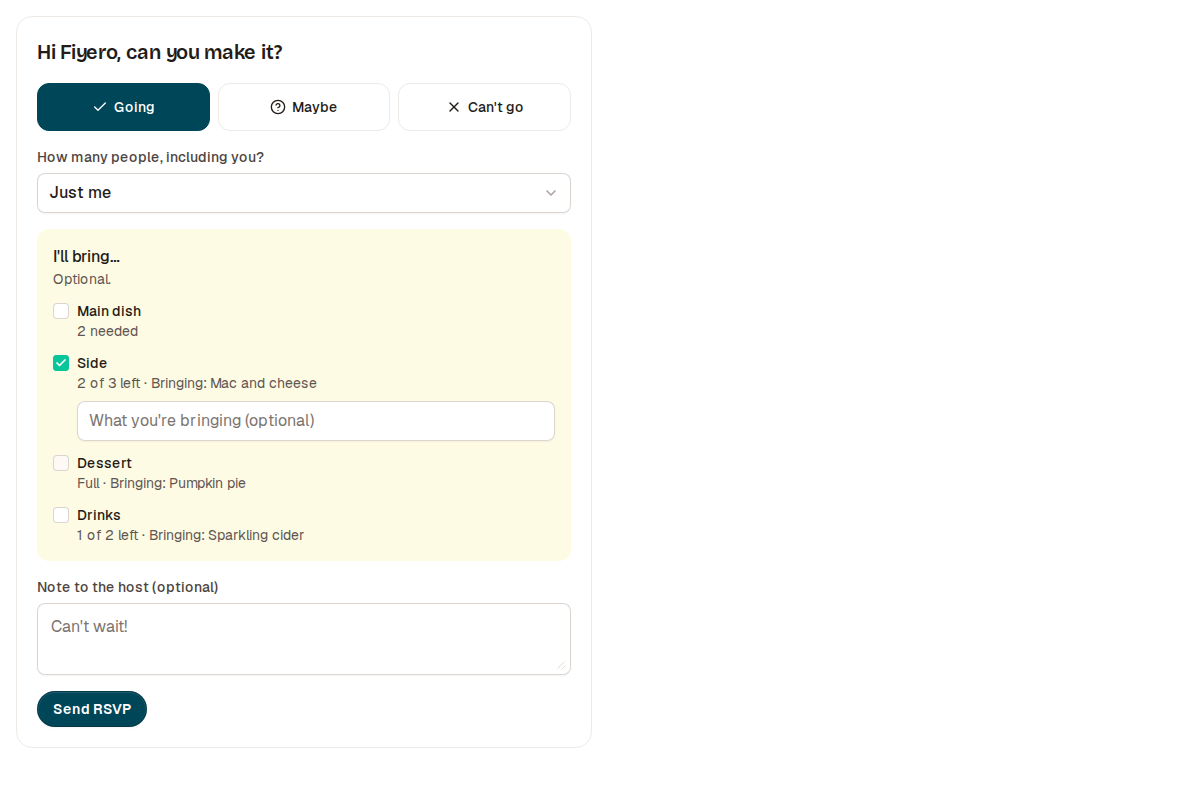 Hi Fiyero, can you make it?
Going
Maybe
Can't go
How many people, including you?
Just me
I'll bring...
Optional.
Main dish
2 needed
Side
2 of 3 left · Bringing: Mac and cheese
What you're bringing (optional)
Dessert
Full · Bringing: Pumpkin pie
Drinks
1 of 2 left · Bringing: Sparkling cider
Note to the host (optional)
Can't wait!
Send RSVP